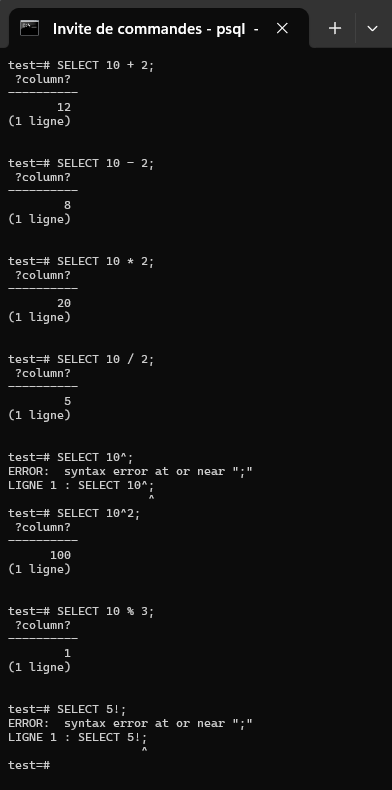 Invite de commandes - psql -
test=# SELECT 10 + 2;
?column?
----------
12
(1 ligne)
test=# SELECT 10 - 2;
?column?
----------
8
(1 ligne)
test=# SELECT 10 * 2;
?column?
----------
20
(1 ligne)
test=# SELECT 10 / 2;
?column?
----------
5
(1 ligne)
test=# SELECT 10^;
ERROR:  syntax error at or near ";"
LIGNE 1 : SELECT 10^;
^
test=# SELECT 10^2;
?column?
----------
100
(1 ligne)
test=# SELECT 10 % 3;
?column?
----------
1
(1 ligne)
test=# SELECT 5!;
ERROR:  syntax error at or near ";"
LIGNE 1 : SELECT 5!;
^
test=#